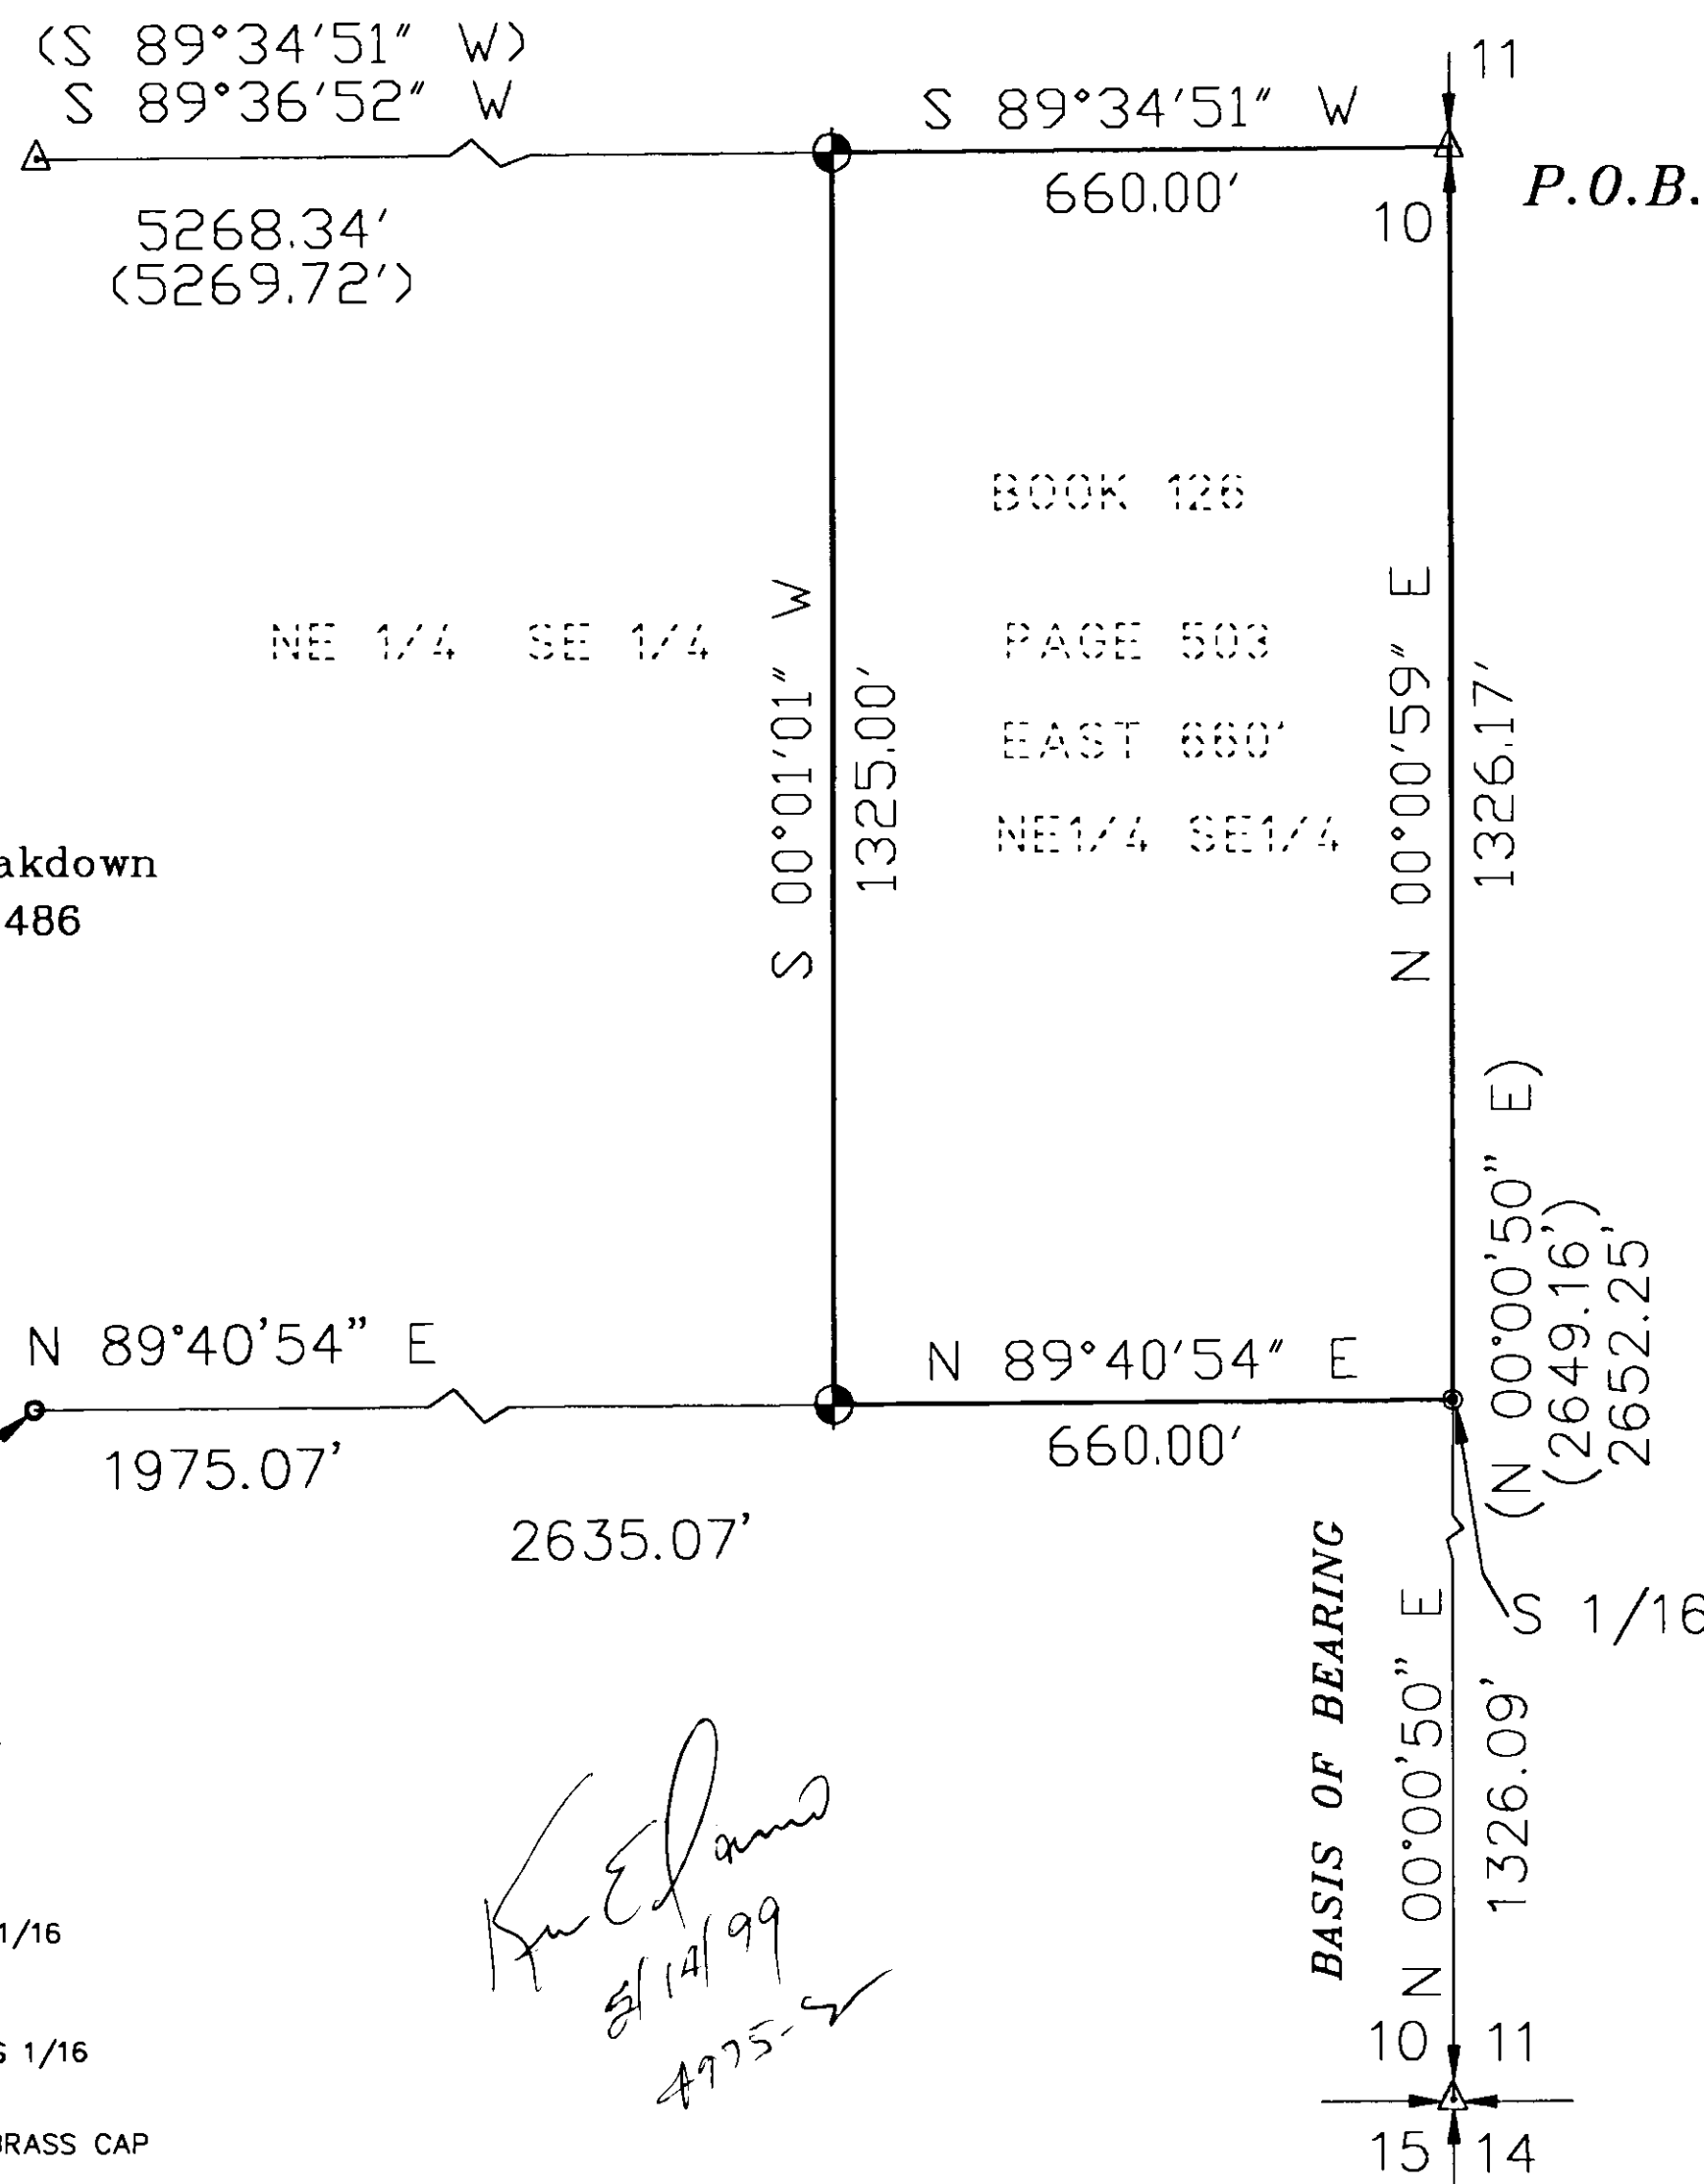 (S 89°34'51" W)
S 89°36'52" W
5268.34'
(5269.72')
S 89°34'51" W
660.00'
11
10
P.O.B.
BOOK 126
PAGE 503
EAST 660'
NE1/4 SE1/4
NE 1/4 SE 1/4
S 00°01'01" W
1325.00'
N 00°00'59" E
1326.17'
akdown
486
(N 00°00'50" E)
(2649.16')
2652.25'
N 89°40'54" E
1975.07'
N 89°40'54" E
660.00'
2635.07'
S 1/16
BASIS OF BEARING
N 00°00'50" E
1326.09'
/14/99
4975-
1/16
S 1/16
BRASS CAP
10 11
15 14